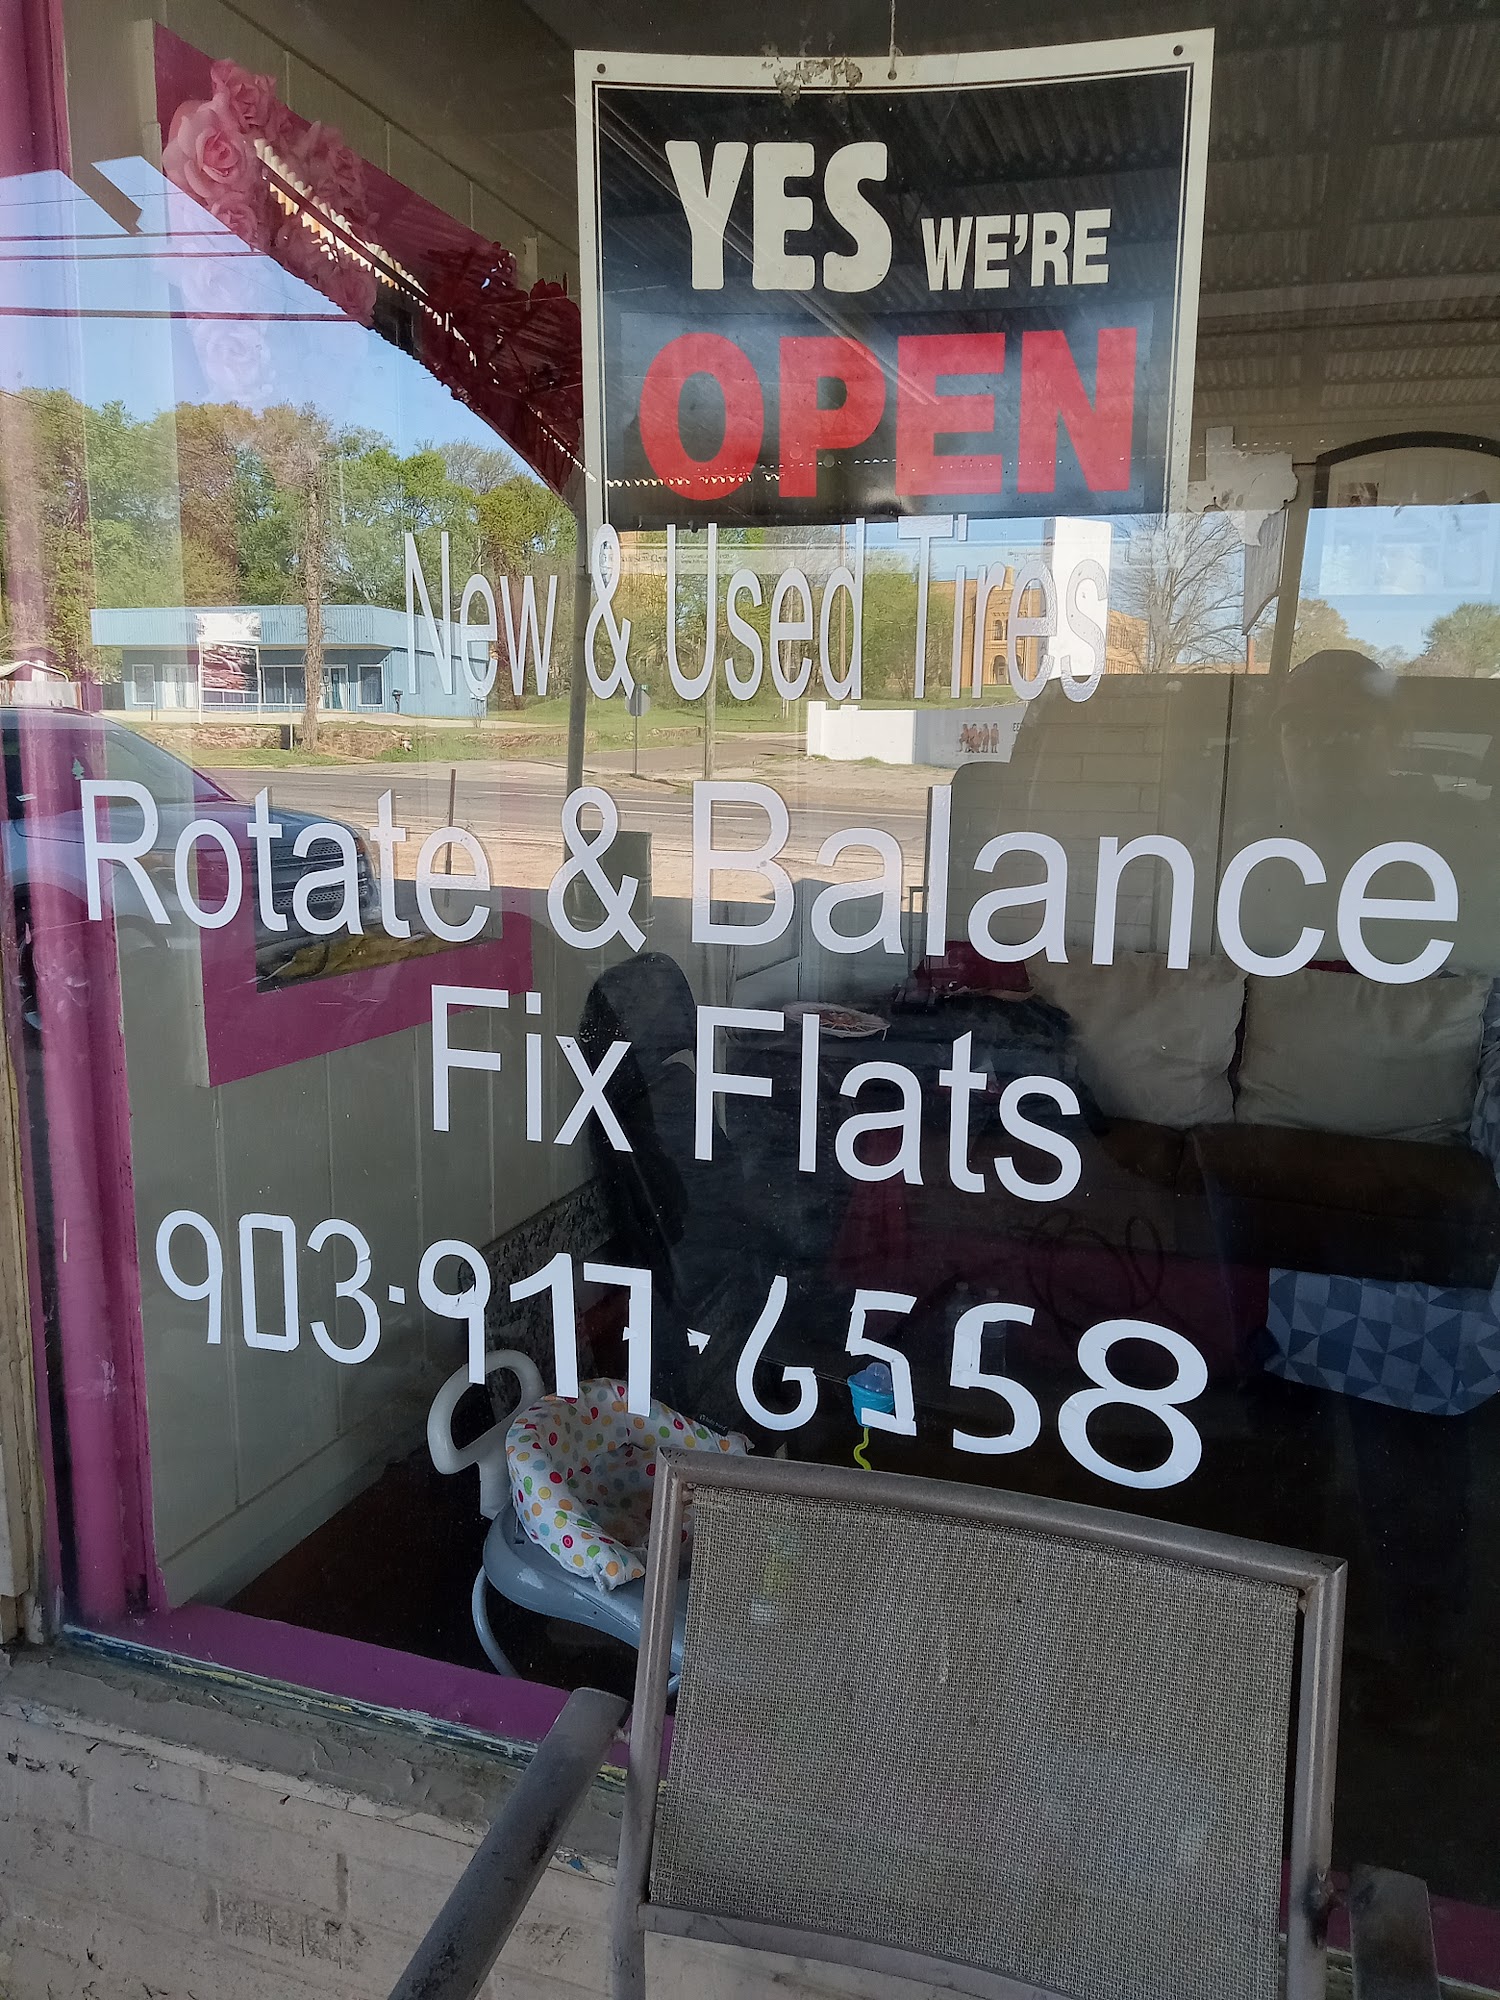 YES WE'RE
OPEN
New & Used Tires
Rotate & Balance
Fix Flats
903-917-6558